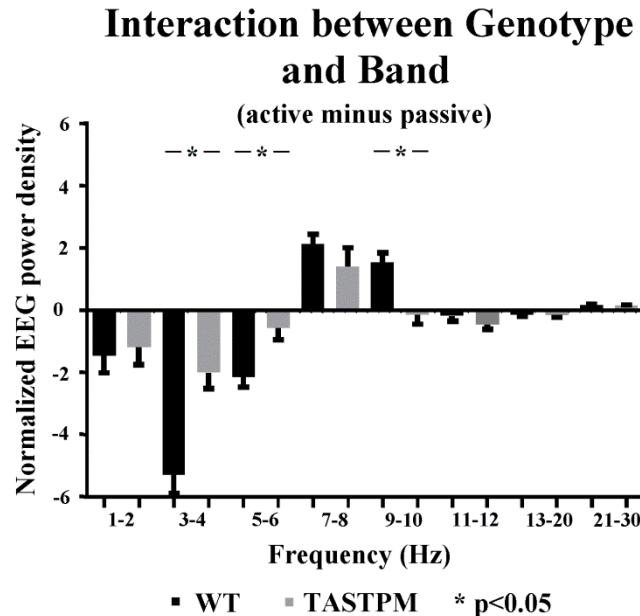 Interaction between Genotype
and Band
(active minus passive)
Normalized EEG power density
6
4
2
0
-2
-4
-6
— * — — * — — * —
1-2 3-4 5-6 7-8 9-10 11-12 13-20 21-30
Frequency (Hz)
WT TASTPM * p<0.05